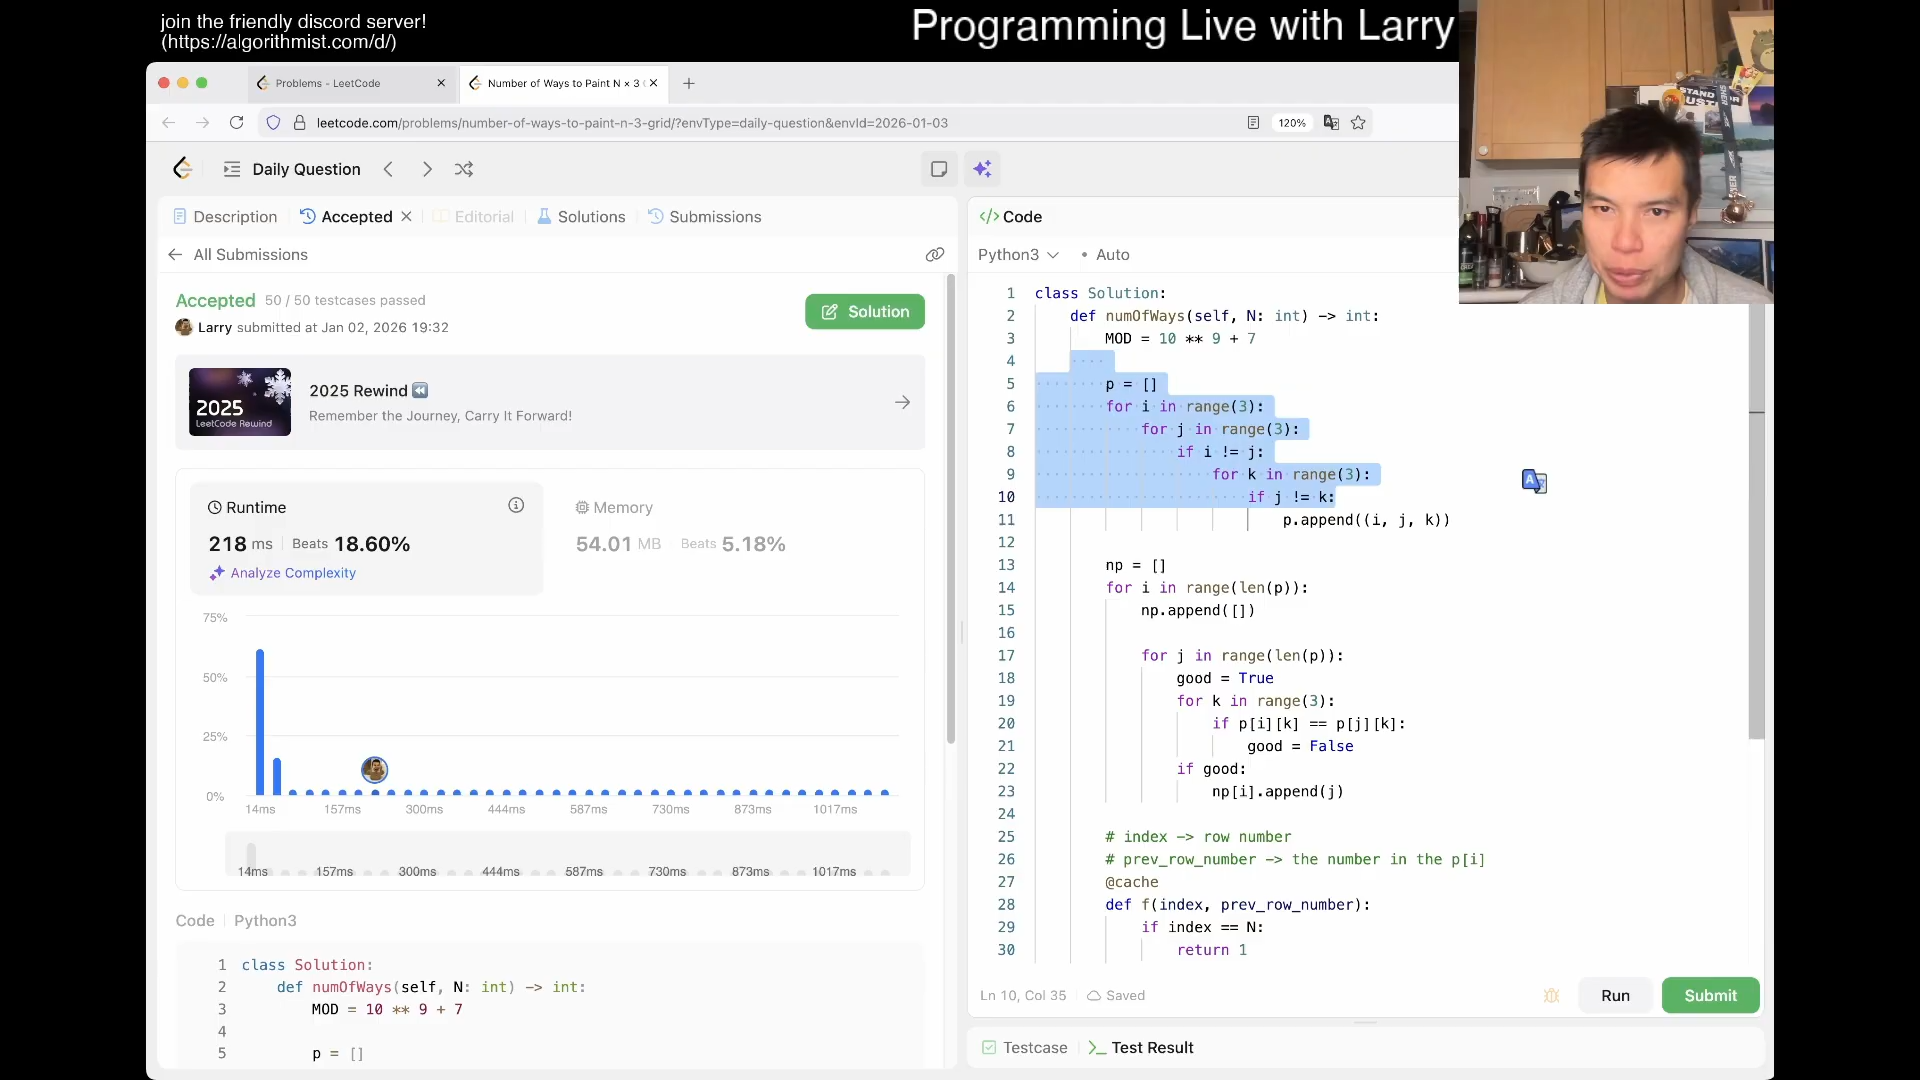 join the friendly discord server!
(https://algorithmist.com/d/)
Programming Live with Larry
Problems - LeetCode
Number of Ways to Paint N × 3
leetcode.com/problems/number-of-ways-to-paint-n-3-grid/?envType=daily-question&envId=2026-01-03
120%
Daily Question
Description
Accepted
Editorial
Solutions
Submissions
All Submissions
Accepted 50 / 50 testcases passed
Larry submitted at Jan 02, 2026 19:32
Solution
2025
LeetCode Rewind
2025 Rewind
Remember the Journey, Carry It Forward!
Runtime
218 ms | Beats 18.60%
Analyze Complexity
Memory
54.01 MB | Beats 5.18%
75%
50%
25%
0%
14ms 157ms 300ms 444ms 587ms 730ms 873ms 1017ms
14ms 157ms 300ms 444ms 587ms 730ms 873ms 1017ms
Code | Python3
1 class Solution:
2 def numOfWays(self, N: int) -> int:
3 MOD = 10 ** 9 + 7
4
5 p = []
</> Code
Python3 • Auto
1 class Solution:
2 def numOfWays(self, N: int) -> int:
3 MOD = 10 ** 9 + 7
4
5 p = []
6 for i in range(3):
7 for j in range(3):
8 if i != j:
9 for k in range(3):
10 if j != k:
11 p.append((i, j, k))
12
13 np = []
14 for i in range(len(p)):
15 np.append([])
16
17 for j in range(len(p)):
18 good = True
19 for k in range(3):
20 if p[i][k] == p[j][k]:
21 good = False
22 if good:
23 np[i].append(j)
24
25 # index -> row number
26 # prev_row_number -> the number in the p[i]
27 @cache
28 def f(index, prev_row_number):
29 if index == N:
30 return 1
Ln 10, Col 35 Saved
Run
Submit
Testcase
Test Result
STAND